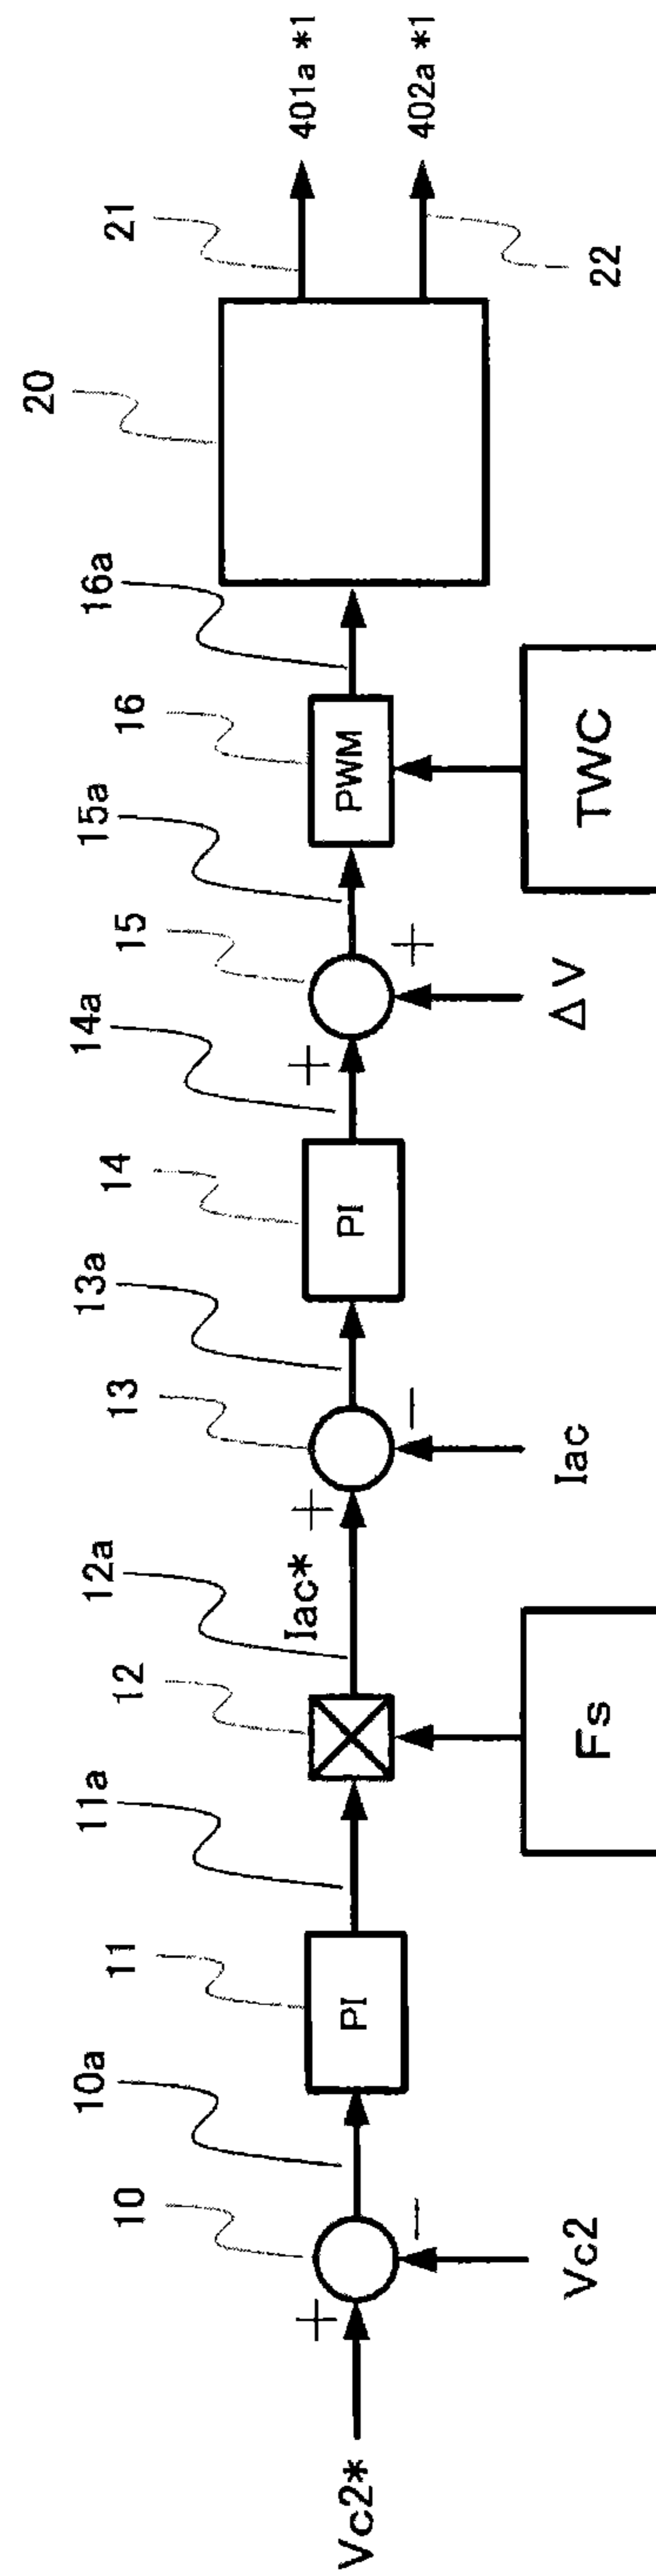 Vc2*
+
10
−
Vc2
10a
11
PI
11a
12
Fs
12a
Iac*
+
13
−
Iac
13a
14
PI
14a
+
15
+
ΔV
15a
16
PWM
TWC
16a
20
21
401a *1
22
402a *1